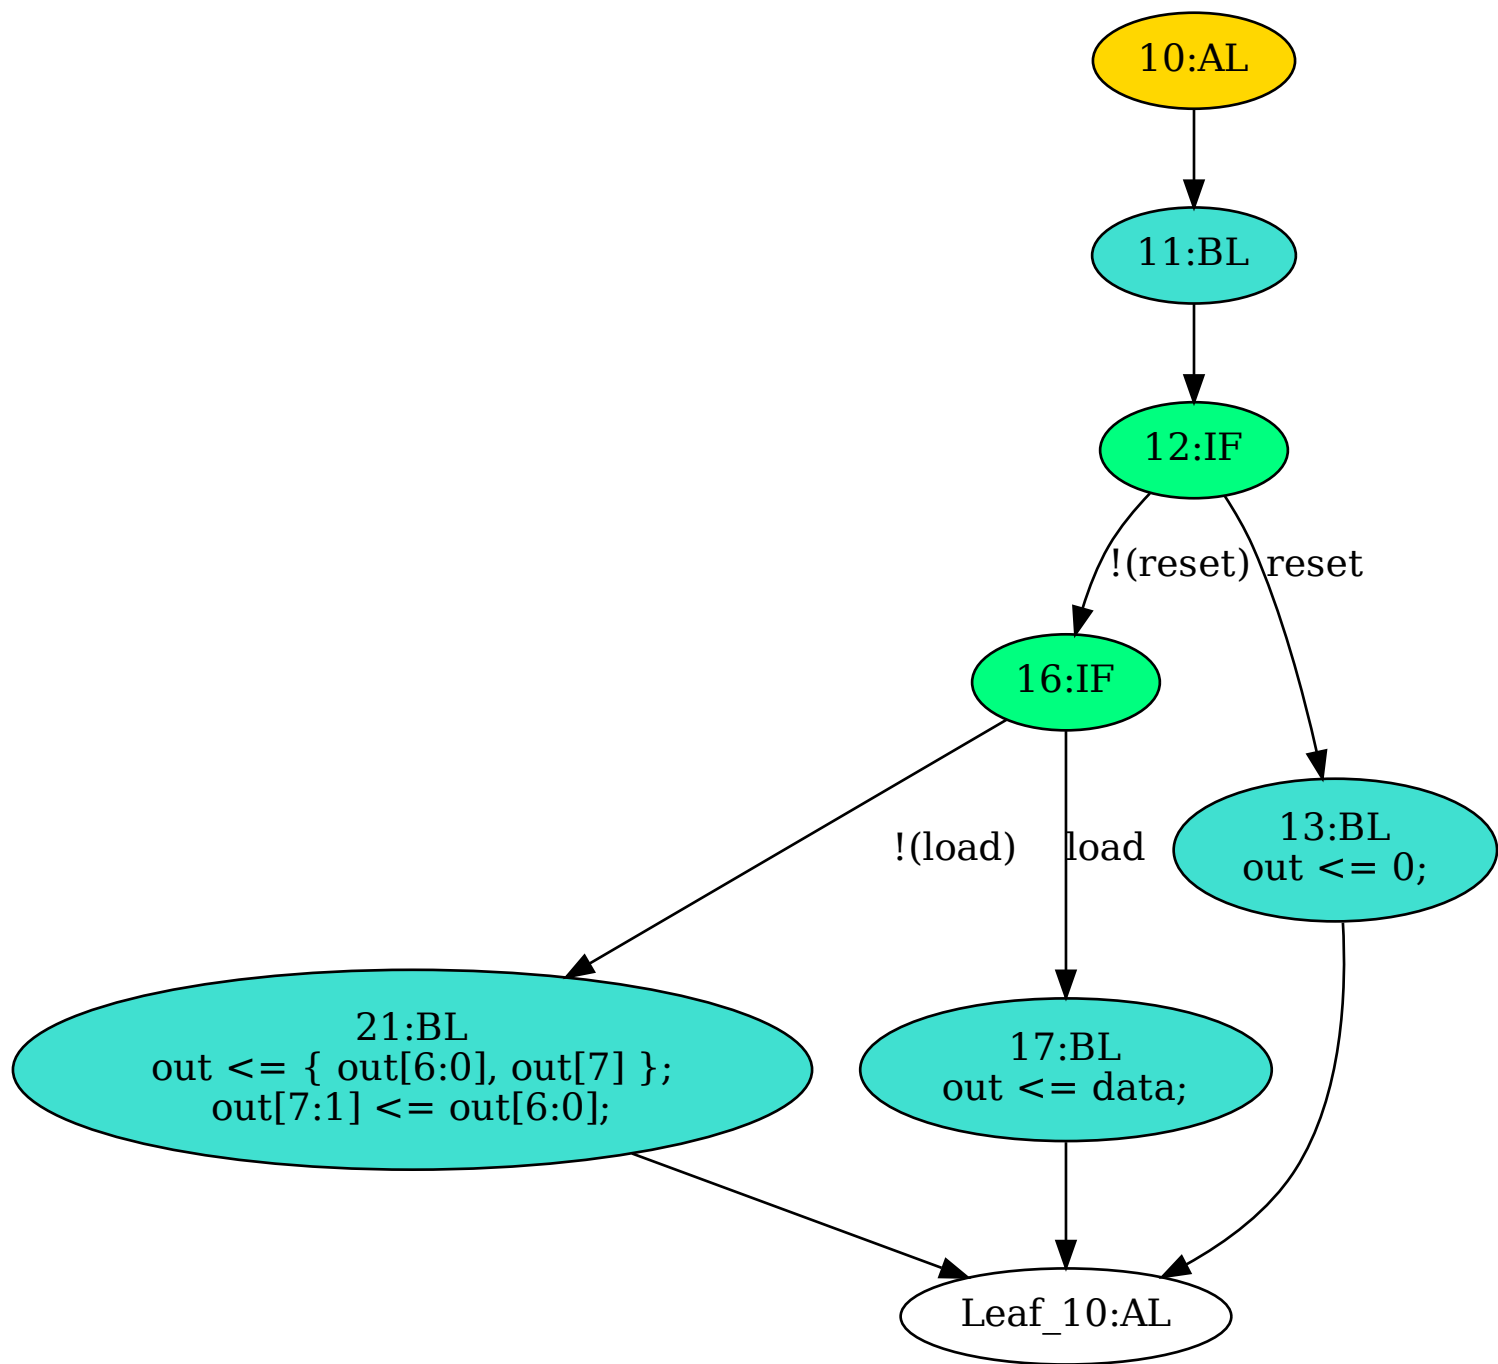 10:AL
11:BL
12:IF
!(reset)
reset
16:IF
!(load)
load
13:BL
out <= 0;
21:BL
out <= { out[6:0], out[7] };
out[7:1] <= out[6:0];
17:BL
out <= data;
Leaf_10:AL